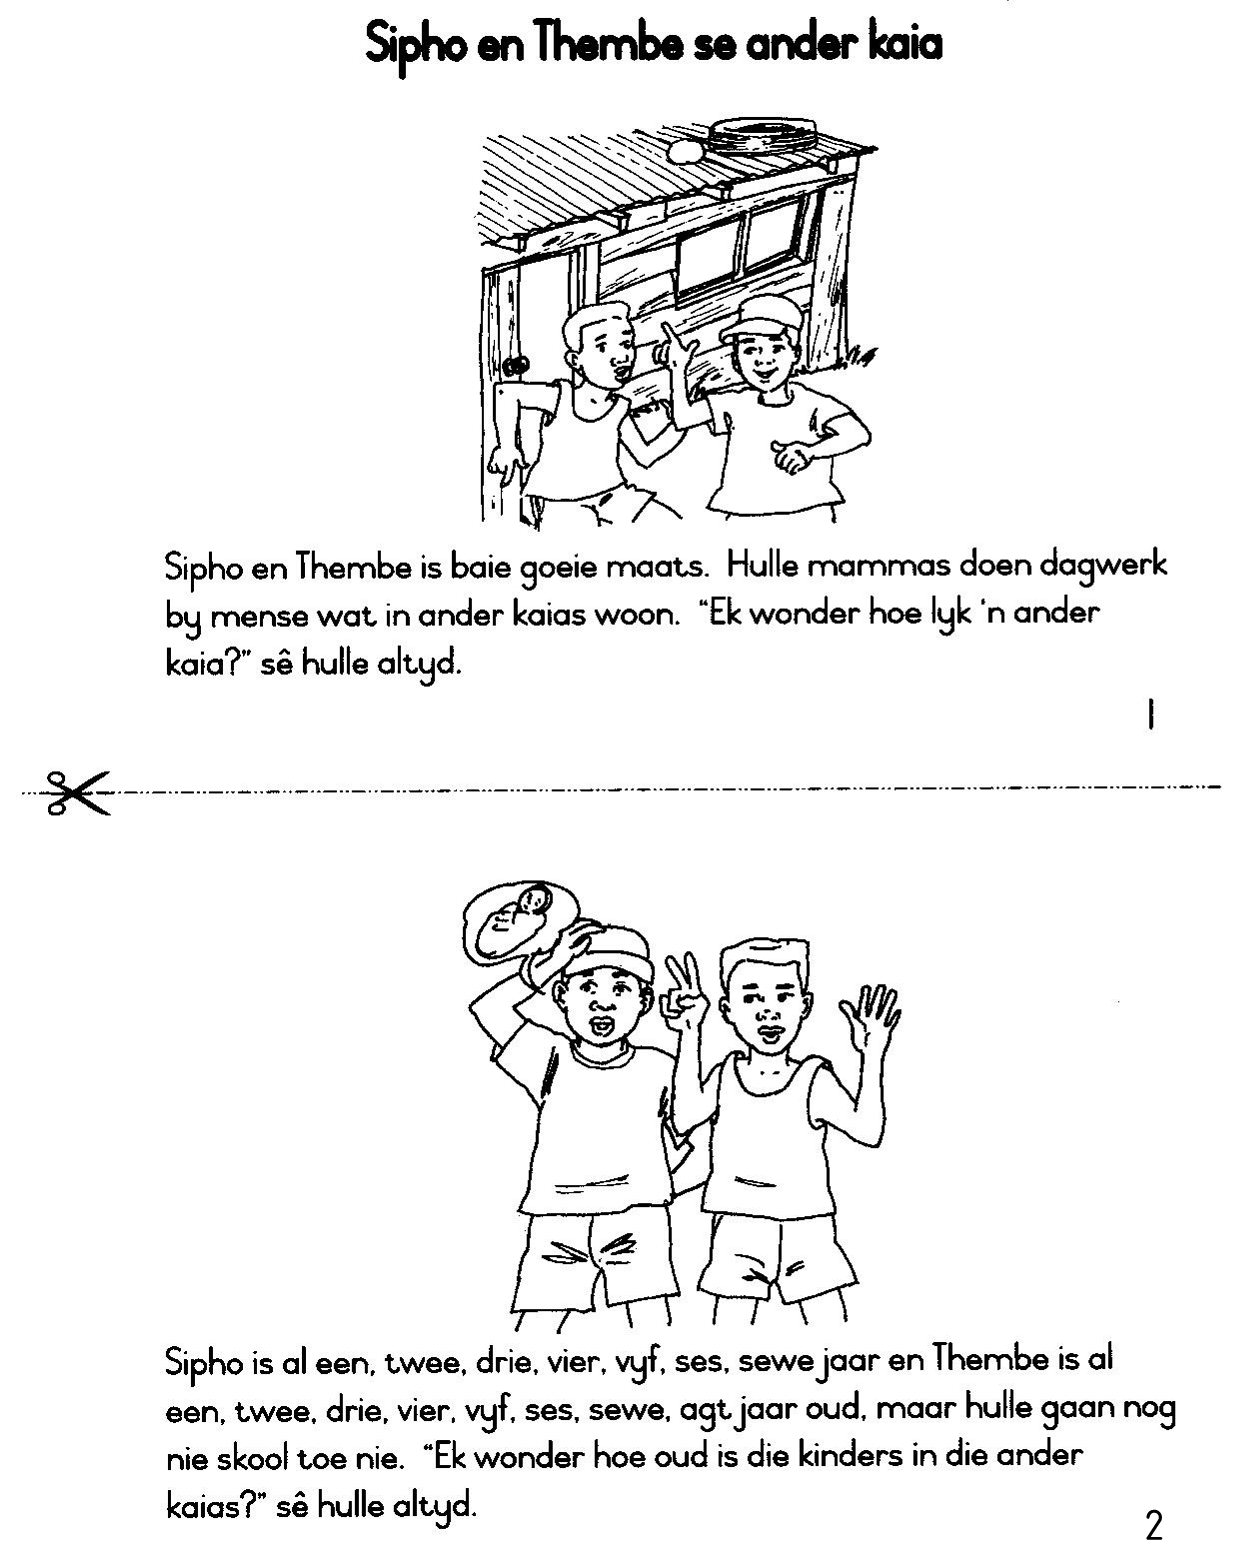 Sipho en Thembe se ander kaia
Sipho en Thembe is baie goeie maats. Hulle mammas doen dagwerk
by mense wat in ander kaias woon. "Ek wonder hoe lyk 'n ander
kaia?" sê hulle altyd.
1
Sipho is al een, twee, drie, vier, vyf, ses, sewe jaar en Thembe is al
een, twee, drie, vier, vyf, ses, sewe, agt jaar oud, maar hulle gaan nog
nie skool toe nie. "Ek wonder hoe oud is die kinders in die ander
kaias?" sê hulle altyd.
2